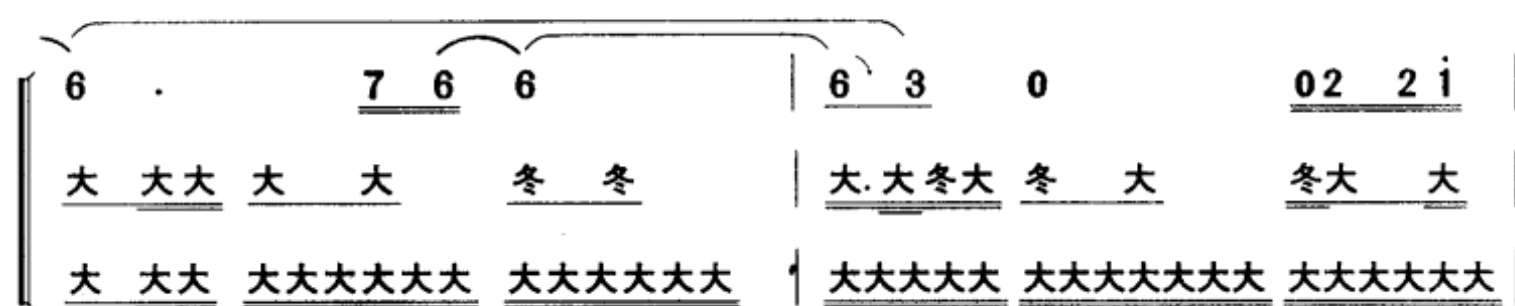 6 . 7 6 6 | 6 3 0 02 2 i |
大 大大 大 大 冬 冬 | 大. 大冬大 冬 大 冬大 大 |
大 大大 大大大大大大 大大大大大大 | 大大大大大 大大大大大大大 大大大大大大